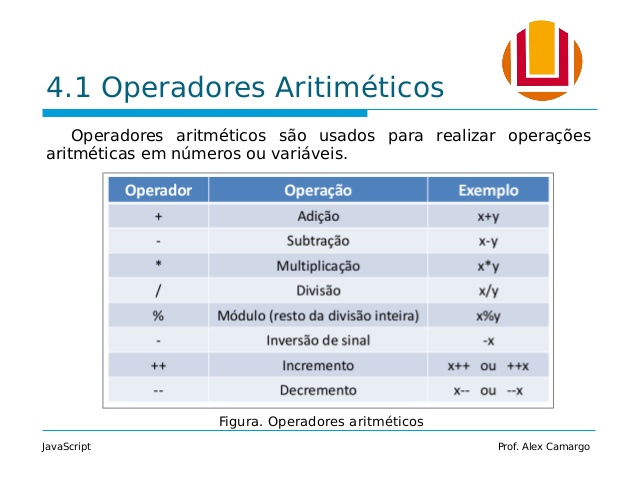 4.1 Operadores Aritiméticos
Operadores aritméticos são usados para realizar operações
aritméticas em números ou variáveis.
Operador Operação Exemplo
+ Adição x+y
- Subtração x-y
* Multiplicação x*y
/ Divisão x/y
% Módulo (resto da divisão inteira) x%y
- Inversão de sinal -x
++ Incremento x++ ou ++x
-- Decremento x-- ou --x
Figura. Operadores aritméticos
JavaScript Prof. Alex Camargo